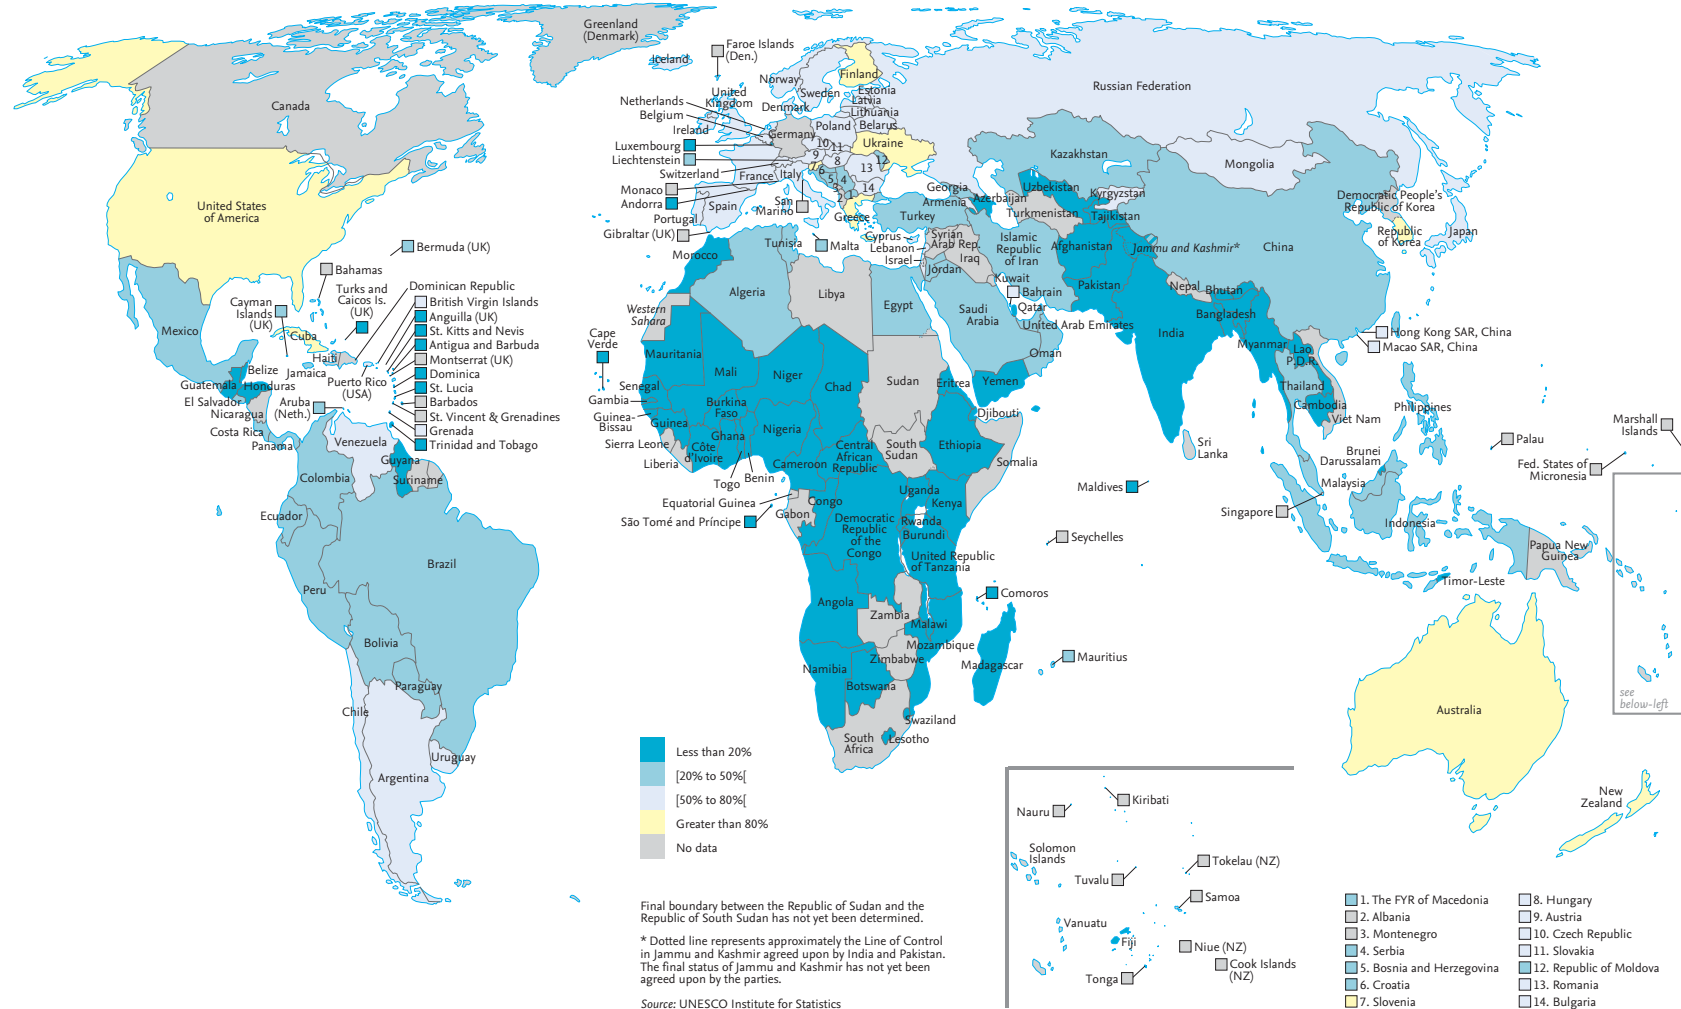 Greenland
(Denmark)
Faroe Islands
(Den.)
Iceland
Canada
United States
of America
Norway
Sweden
Finland
Estonia
Latvia
Lithuania
Belarus
Russian Federation
United
Kingdom
Denmark
Netherlands
Belgium
Ireland
Luxembourg
Liechtenstein
Switzerland
Monaco
Andorra
Portugal
Gibraltar (UK)
Germany
Poland
Ukraine
10
11
9
8
12
7
6
13
5
4
3
14
2
1
France
Italy
Spain
San
Marino
Greece
Malta
Tunisia
Morocco
Kazakhstan
Mongolia
Georgia
Armenia
Azerbaijan
Uzbekistan
Kyrgyzstan
Turkmenistan
Tajikistan
Turkey
Cyprus
Lebanon
Israel
Syrian
Arab Rep.
Iraq
Jordan
Islamic
Republic
of Iran
Afghanistan
Jammu and Kashmir*
China
Democratic People's
Republic of Korea
Republic
of Korea
Japan
Kuwait
Bahrain
Qatar
Pakistan
Nepal
Bhutan
Bangladesh
United Arab Emirates
Saudi
Arabia
Oman
Yemen
India
Myanmar
Lao
P.D.R.
Thailand
Cambodia
Viet Nam
Hong Kong SAR, China
Macao SAR, China
Philippines
Sri
Lanka
Maldives
Brunei
Darussalam
Malaysia
Singapore
Indonesia
Palau
Fed. States of
Micronesia
Marshall
Islands
Papua New
Guinea
Timor-Leste
Australia
New
Zealand
see
below-left
Bermuda (UK)
Bahamas
Turks and
Caicos Is.
(UK)
Cayman
Islands
(UK)
Mexico
Cuba
Haiti
Jamaica
Puerto Rico
(USA)
Belize
Guatemala
Honduras
El Salvador
Nicaragua
Costa Rica
Panama
Aruba
(Neth.)
Dominican Republic
British Virgin Islands
Anguilla (UK)
St. Kitts and Nevis
Antigua and Barbuda
Montserrat (UK)
Dominica
St. Lucia
Barbados
St. Vincent & Grenadines
Grenada
Trinidad and Tobago
Venezuela
Guyana
Suriname
Colombia
Ecuador
Peru
Brazil
Bolivia
Paraguay
Chile
Argentina
Uruguay
Algeria
Libya
Egypt
Western
Sahara
Cape
Verde
Mauritania
Mali
Niger
Chad
Sudan
Eritrea
Djibouti
Senegal
Gambia
Guinea-
Bissau
Guinea
Sierra Leone
Liberia
Burkina
Faso
Côte
d'Ivoire
Ghana
Togo
Benin
Nigeria
Cameroon
Central
African
Republic
South
Sudan
Ethiopia
Somalia
Equatorial Guinea
São Tomé and Príncipe
Gabon
Congo
Democratic
Republic
of the
Congo
Uganda
Kenya
Rwanda
Burundi
United Republic
of Tanzania
Seychelles
Comoros
Angola
Zambia
Malawi
Mozambique
Zimbabwe
Madagascar
Mauritius
Namibia
Botswana
Swaziland
Lesotho
South
Africa
Less than 20%
[20% to 50%[
[50% to 80%[
Greater than 80%
No data
Final boundary between the Republic of Sudan and the
Republic of South Sudan has not yet been determined.
* Dotted line represents approximately the Line of Control
in Jammu and Kashmir agreed upon by India and Pakistan.
The final status of Jammu and Kashmir has not yet been
agreed upon by the parties.
Source: UNESCO Institute for Statistics
Nauru
Kiribati
Solomon
Islands
Tuvalu
Tokelau (NZ)
Samoa
Vanuatu
Fiji
Niue (NZ)
Cook Islands
(NZ)
Tonga
1. The FYR of Macedonia
2. Albania
3. Montenegro
4. Serbia
5. Bosnia and Herzegovina
6. Croatia
7. Slovenia
8. Hungary
9. Austria
10. Czech Republic
11. Slovakia
12. Republic of Moldova
13. Romania
14. Bulgaria